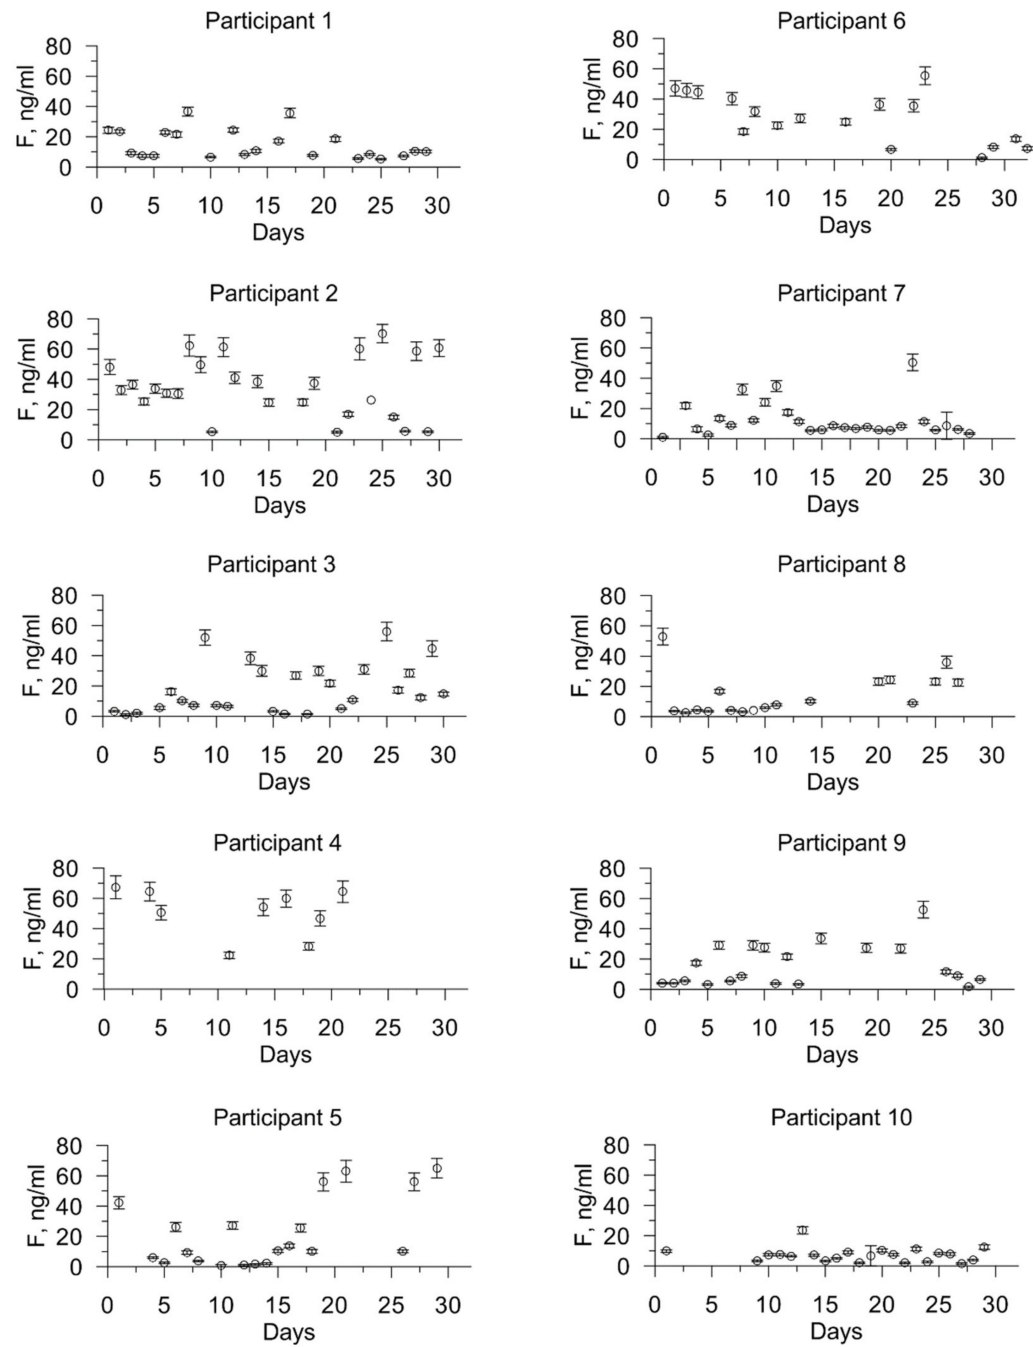 Participant 1
F, ng/ml
80
60
40
20
0
0 5 10 15 20 25 30
Days
Participant 6
F, ng/ml
80
60
40
20
0
0 5 10 15 20 25 30
Days
Participant 2
F, ng/ml
80
60
40
20
0
0 5 10 15 20 25 30
Days
Participant 7
F, ng/ml
80
60
40
20
0
0 5 10 15 20 25 30
Days
Participant 3
F, ng/ml
80
60
40
20
0
0 5 10 15 20 25 30
Days
Participant 8
F, ng/ml
80
60
40
20
0
0 5 10 15 20 25 30
Days
Participant 4
F, ng/ml
80
60
40
20
0
0 5 10 15 20 25 30
Days
Participant 9
F, ng/ml
80
60
40
20
0
0 5 10 15 20 25 30
Days
Participant 5
F, ng/ml
80
60
40
20
0
0 5 10 15 20 25 30
Days
Participant 10
F, ng/ml
80
60
40
20
0
0 5 10 15 20 25 30
Days